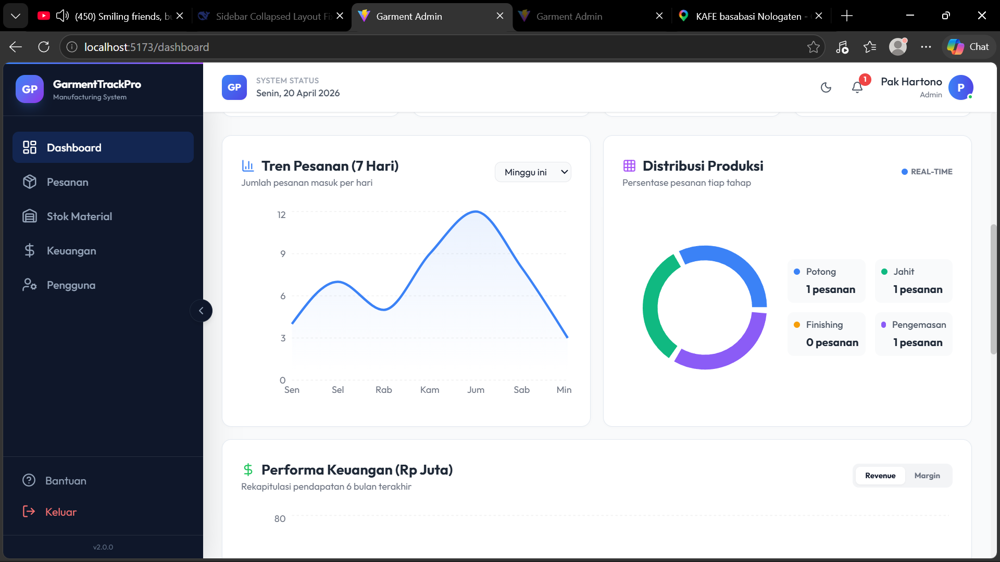 (450) Smiling friends, bu
Sidebar Collapsed Layout Fi
Garment Admin
Garment Admin
KAFE basabasi Nologaten -
localhost:5173/dashboard
Chat
GP
GarmentTrackPro
Manufacturing System
Dashboard
Pesanan
Stok Material
Keuangan
Pengguna
Bantuan
Keluar
v2.0.0
GP
SYSTEM STATUS
Senin, 20 April 2026
1
Pak Hartono
Admin
P
Tren Pesanan (7 Hari)
Jumlah pesanan masuk per hari
Minggu ini
12
9
6
3
0
Sen Sel Rab Kam Jum Sab Min
Distribusi Produksi
Persentase pesanan tiap tahap
REAL-TIME
Potong
1 pesanan
Jahit
1 pesanan
Finishing
0 pesanan
Pengemasan
1 pesanan
Performa Keuangan (Rp Juta)
Rekapitulasi pendapatan 6 bulan terakhir
Revenue Margin
80